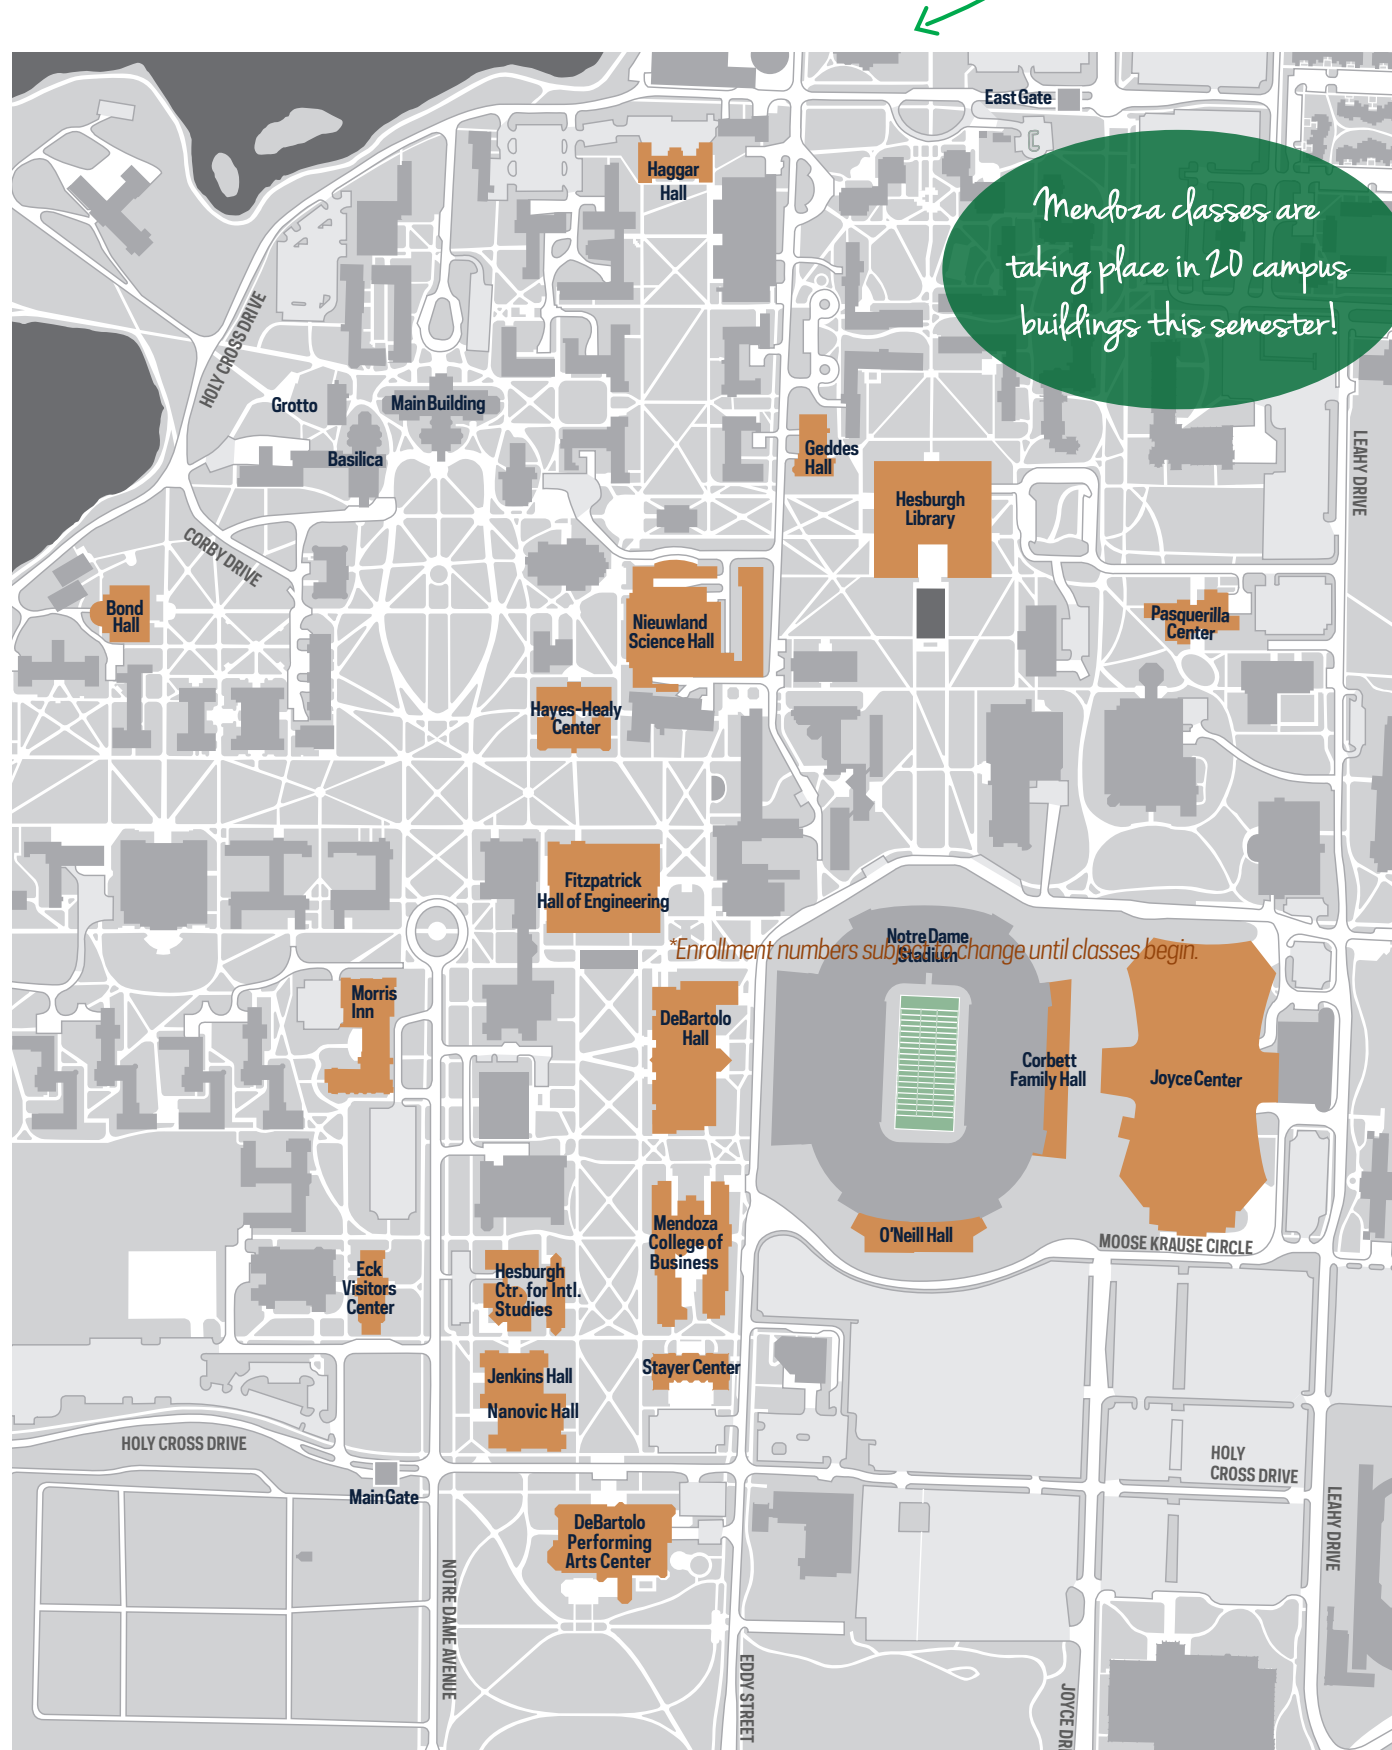 East Gate
Haggar
Hall
Mendoza classes are
taking place in 20 campus
buildings this semester!
HOLY CROSS DRIVE
Grotto
Main Building
Basilica
Geddes
Hall
LEAHY DRIVE
Hesburgh
Library
CORBY DRIVE
Bond
Hall
Nieuwland
Science Hall
Pasquerilla
Center
Hayes-Healy
Center
Fitzpatrick
Hall of Engineering
Notre Dame
Stadium
*Enrollment numbers subject to change until classes begin.
Morris
Inn
DeBartolo
Hall
Corbett
Family Hall
Joyce Center
Mendoza
College of
Business
O'Neill Hall
MOOSE KRAUSE CIRCLE
Eck
Visitors
Center
Hesburgh
Ctr. for Intl.
Studies
Jenkins Hall
Stayer Center
Nanovic Hall
HOLY CROSS DRIVE
HOLY
CROSS DRIVE
Main Gate
LEAHY DRIVE
DeBartolo
Performing
Arts Center
NOTRE DAME AVENUE
EDDY STREET
JOYCE DRI